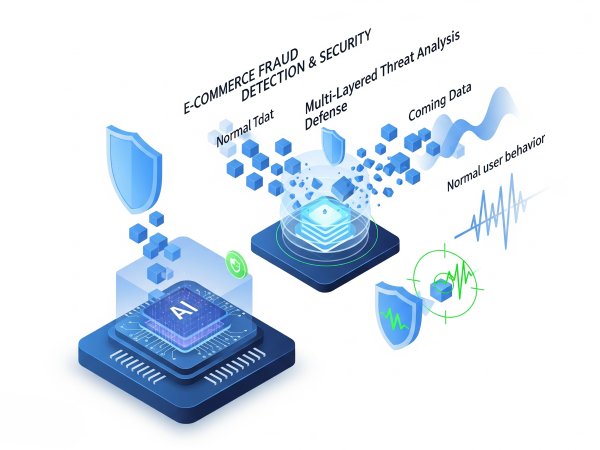 E-COMMERCE FRAUD
DETECTION & SECURITY
Multi-Layered Threat Analysis
Defense
Normal Tdat
Coming Data
Normal user behavior
AI